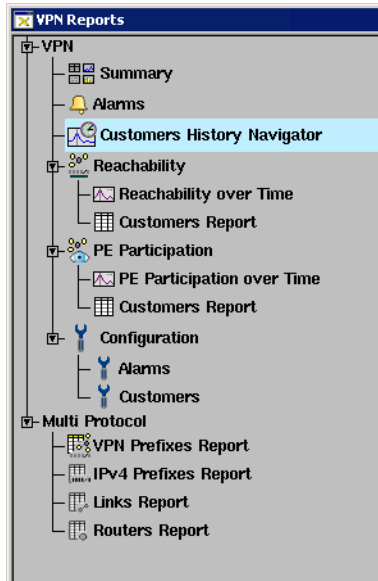 VPN Reports
VPN
Summary
Alarms
Customers History Navigator
Reachability
Reachability over Time
Customers Report
PE Participation
PE Participation over Time
Customers Report
Configuration
Alarms
Customers
Multi Protocol
VPN Prefixes Report
IPv4 Prefixes Report
Links Report
Routers Report